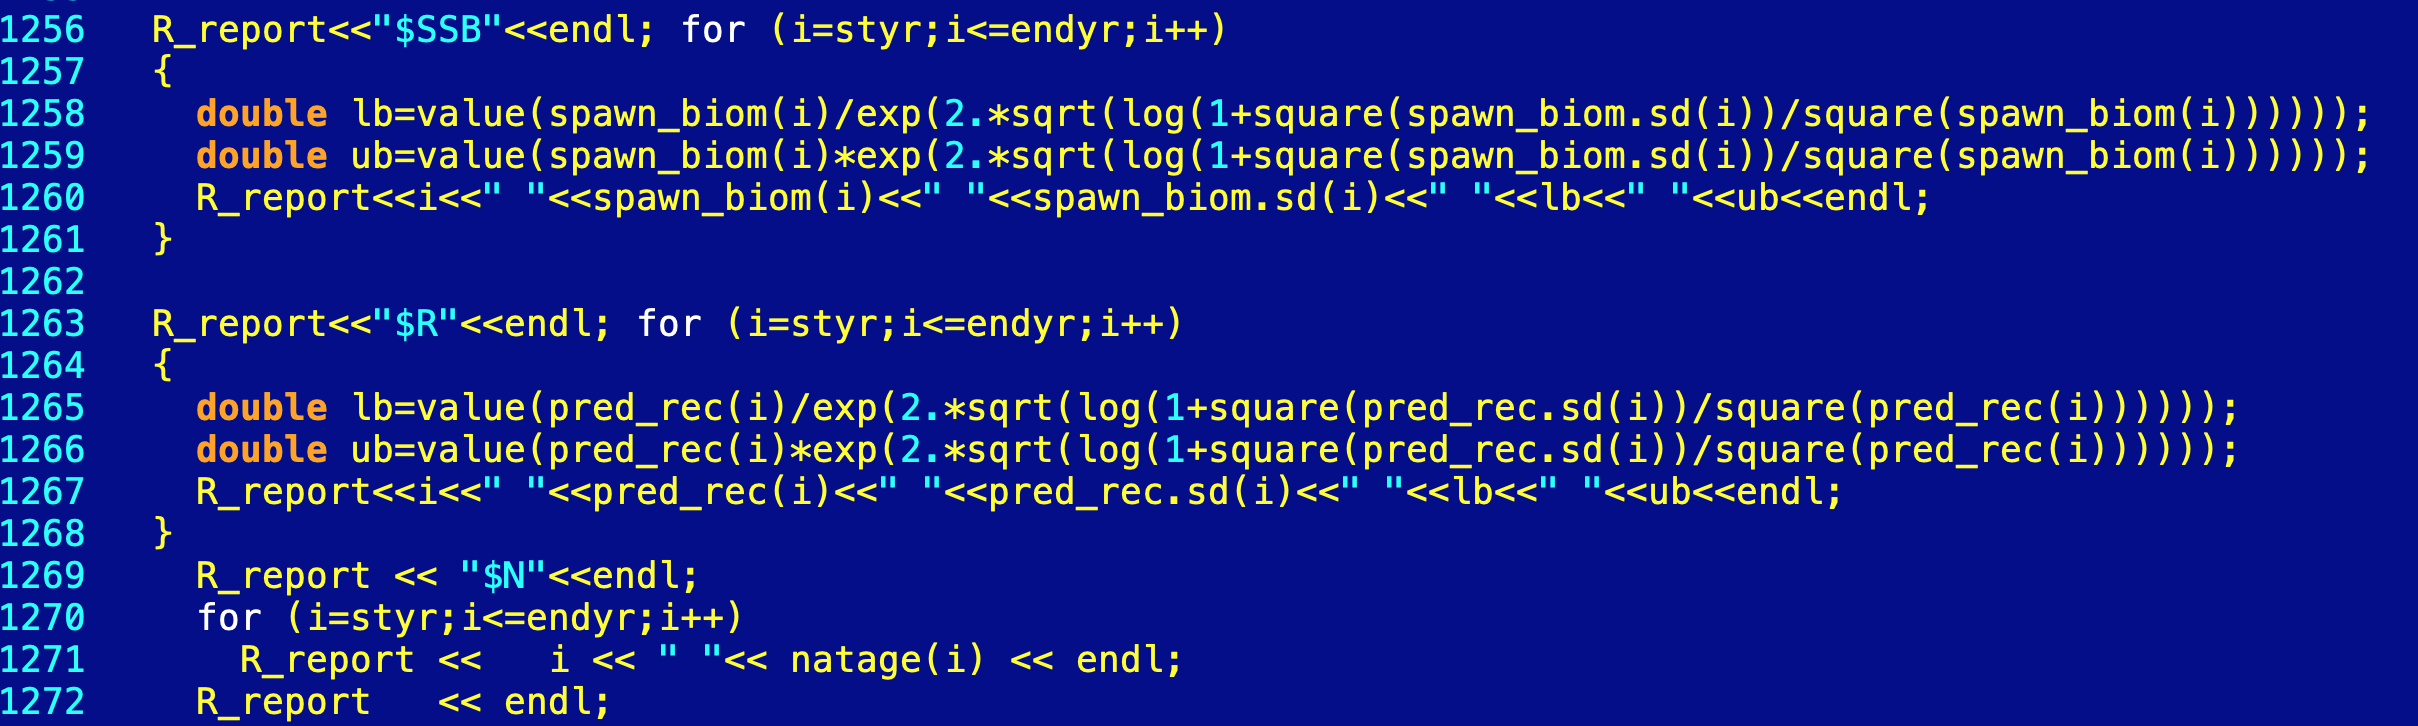 1256   R_report<<"$SSB"<<endl; for (i=styr;i<=endyr;i++)
1257   {
1258     double lb=value(spawn_biom(i)/exp(2.*sqrt(log(1+square(spawn_biom.sd(i))/square(spawn_biom(i))))));
1259     double ub=value(spawn_biom(i)*exp(2.*sqrt(log(1+square(spawn_biom.sd(i))/square(spawn_biom(i))))));
1260     R_report<<i<<" "<<spawn_biom(i)<<" "<<spawn_biom.sd(i)<<" "<<lb<<" "<<ub<<endl;
1261   }
1262
1263   R_report<<"$R"<<endl; for (i=styr;i<=endyr;i++)
1264   {
1265     double lb=value(pred_rec(i)/exp(2.*sqrt(log(1+square(pred_rec.sd(i))/square(pred_rec(i))))));
1266     double ub=value(pred_rec(i)*exp(2.*sqrt(log(1+square(pred_rec.sd(i))/square(pred_rec(i))))));
1267     R_report<<i<<" "<<pred_rec(i)<<" "<<pred_rec.sd(i)<<" "<<lb<<" "<<ub<<endl;
1268   }
1269     R_report << "$N"<<endl;
1270     for (i=styr;i<=endyr;i++)
1271       R_report <<   i << " "<< natage(i) << endl;
1272     R_report   << endl;